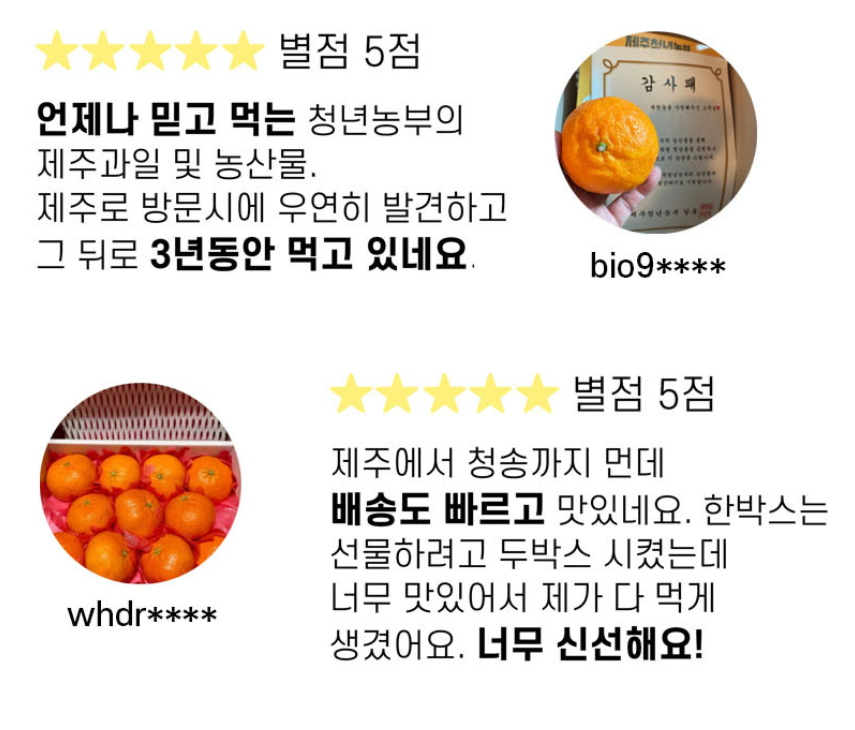 별점 5점
언제나 믿고 먹는 청년농부의
제주과일 및 농산물.
제주로 방문시에 우연히 발견하고
그 뒤로 3년동안 먹고 있네요.
제주청년농부
감사패
bio9****
별점 5점
제주에서 청송까지 먼데
배송도 빠르고 맛있네요. 한박스는
선물하려고 두박스 시켰는데
너무 맛있어서 제가 다 먹게
생겼어요. 너무 신선해요!
whdr****